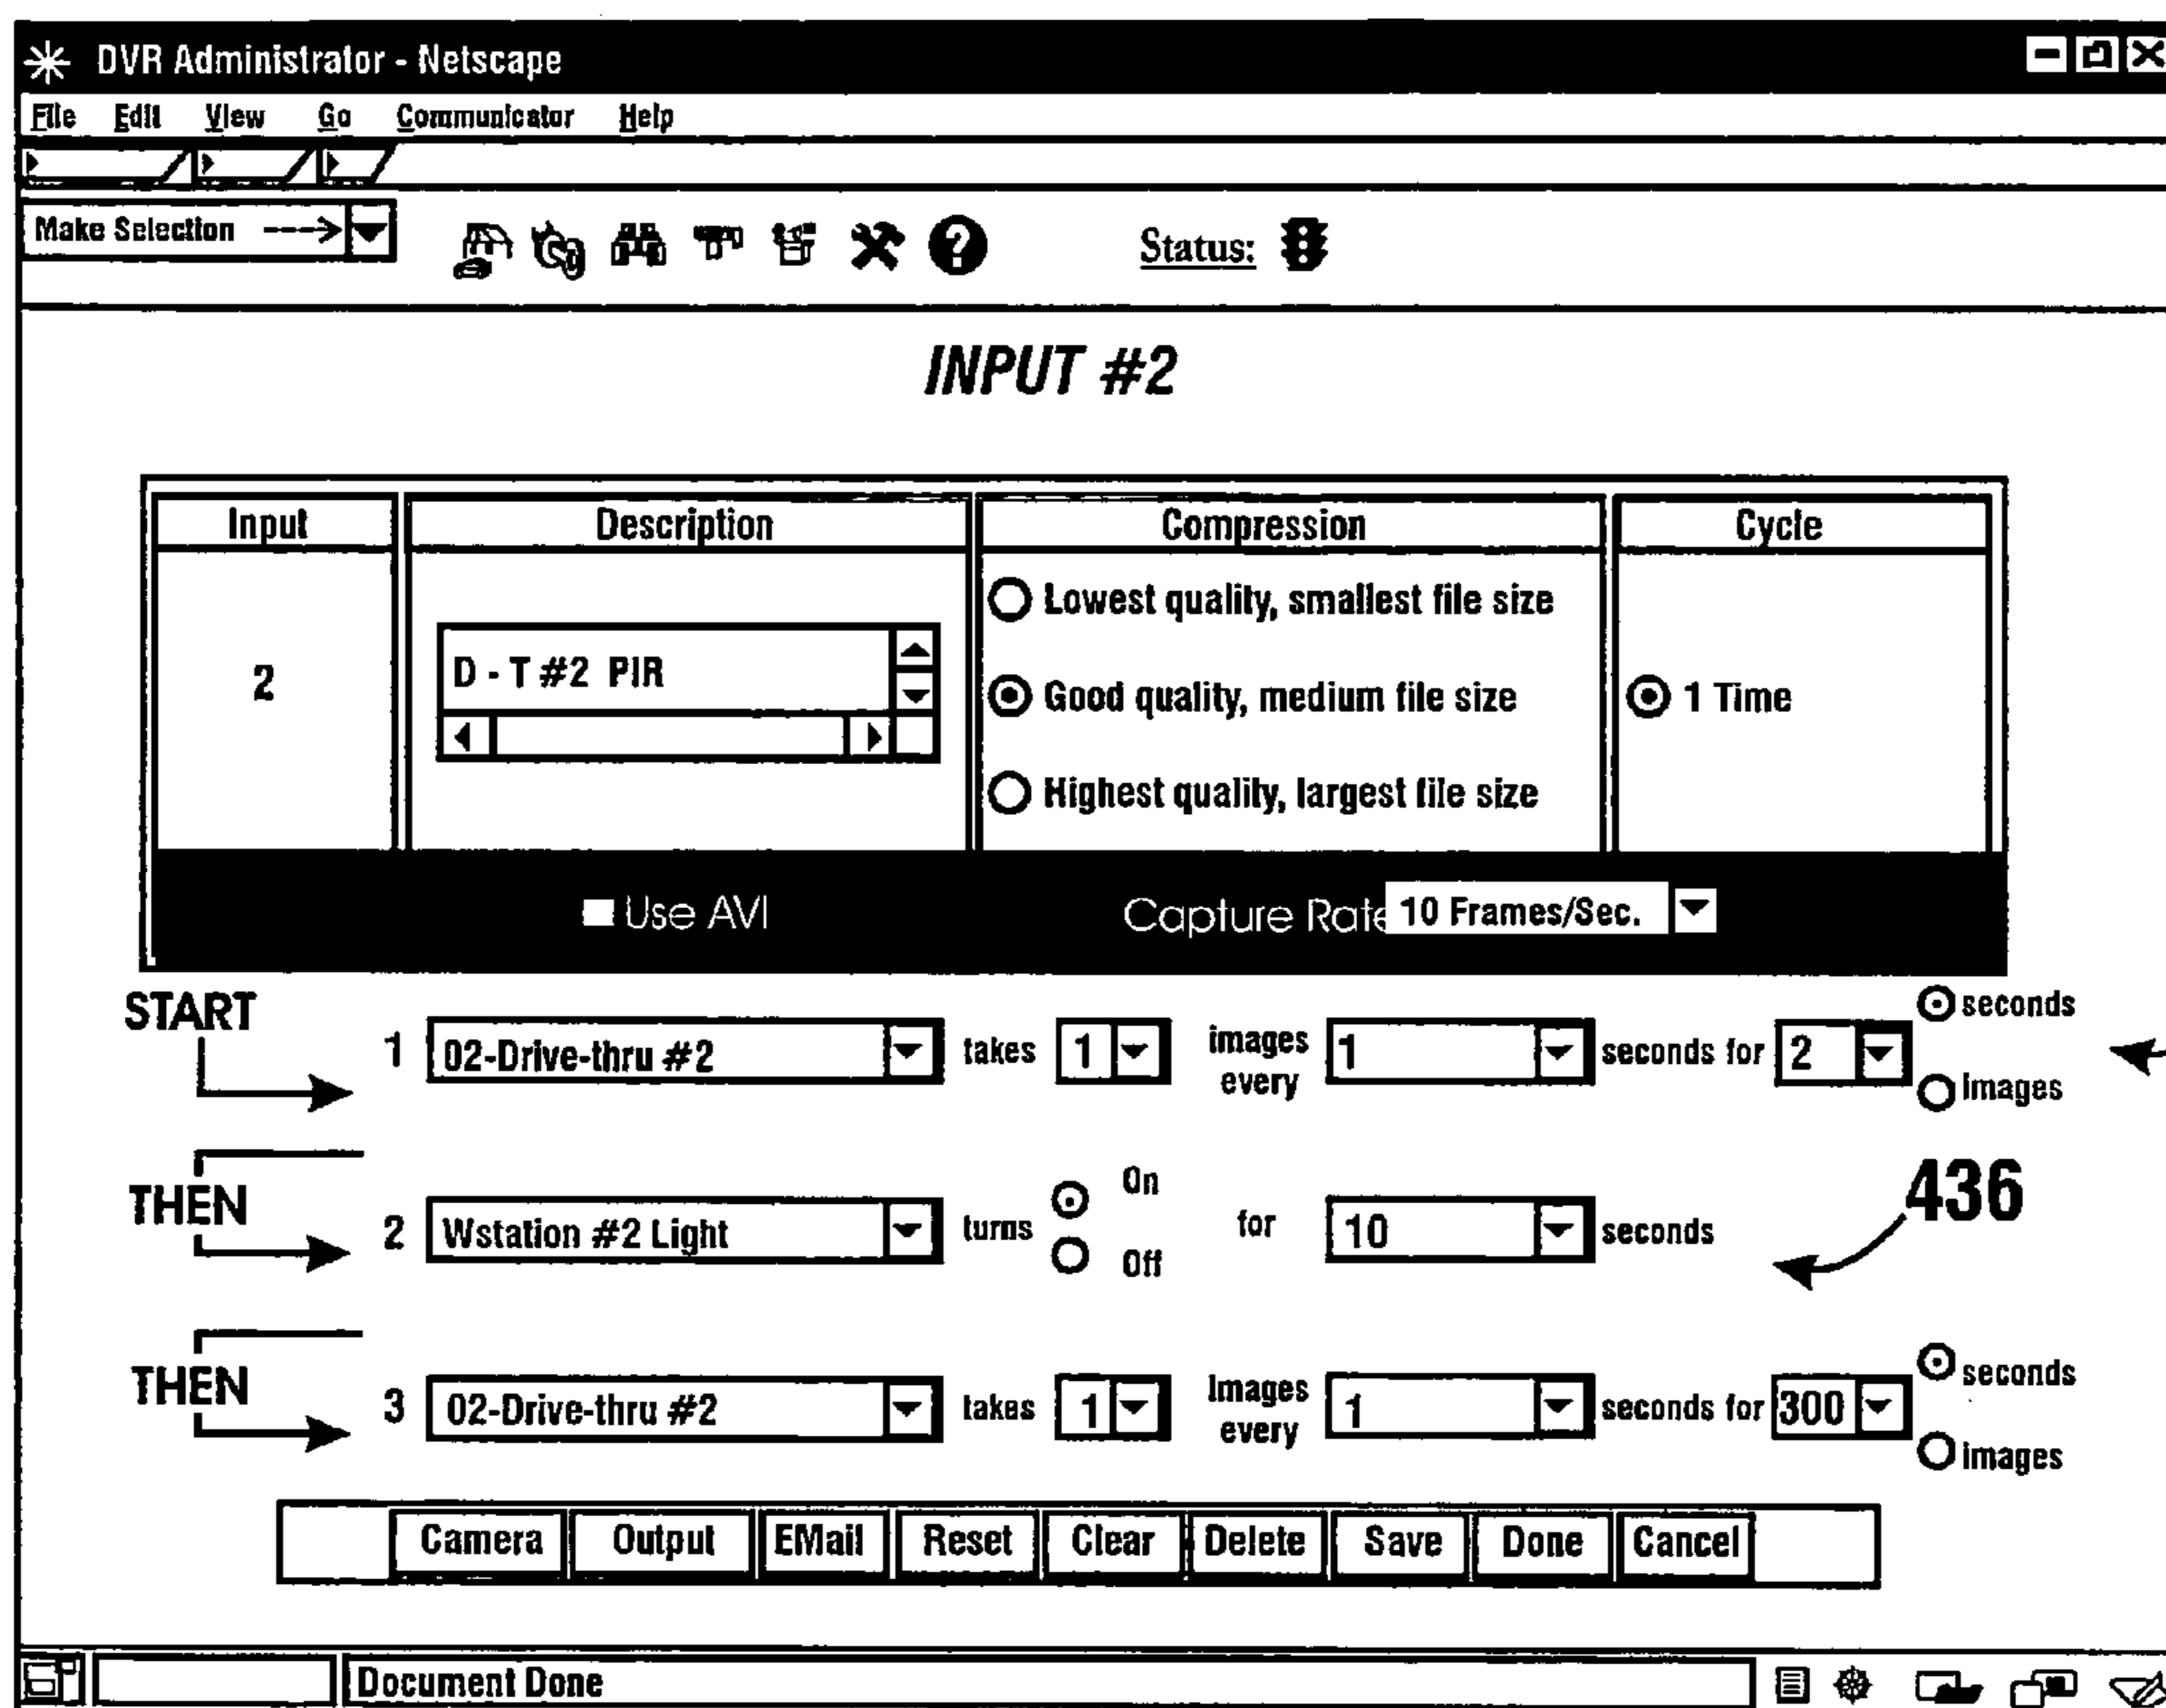 DVR Administrator - Netscape
File Edit View Go Communicator Help
Make Selection
Status:
INPUT #2
Input Description Compression Cycle
Lowest quality, smallest file size
2 D - T #2 PIR Good quality, medium file size 1 Time
Highest quality, largest file size
Use AVI Capture Rate 10 Frames/Sec.
START
1 02-Drive-thru #2 takes 1 images every 1 seconds for 2 seconds images
THEN
2 Wstation #2 Light turns On Off for 10 seconds
436
THEN
3 02-Drive-thru #2 takes 1 Images every 1 seconds for 300 seconds images
Camera Output EMail Reset Clear Delete Save Done Cancel
Document Done